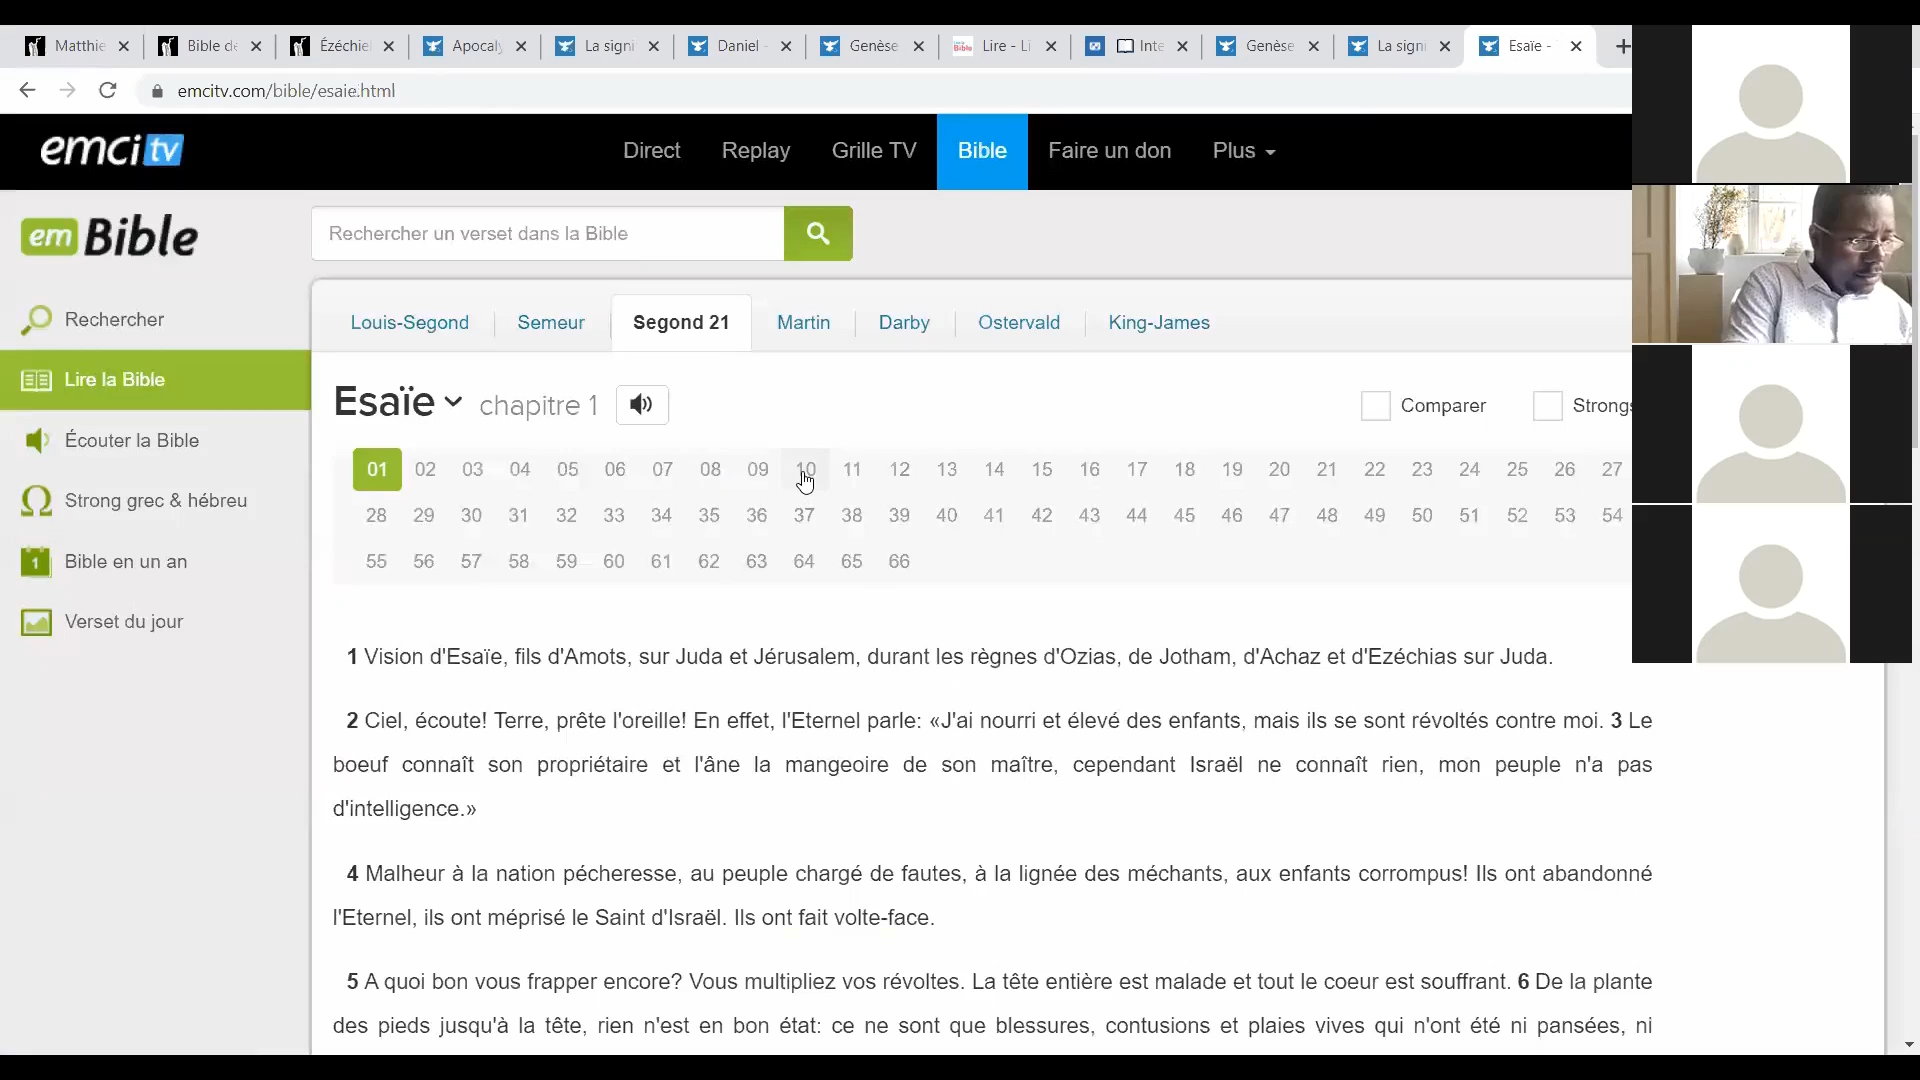 Matthie
Bible de
Ézéchiel
Apocaly
La signi
Daniel -
Genèse
Lire - Li
Inte
Genèse
La signi
Esaïe -
emcitv.com/bible/esaie.html
emci tv
Direct
Replay
Grille TV
Bible
Faire un don
Plus
em Bible
Rechercher un verset dans la Bible
Rechercher
Lire la Bible
Écouter la Bible
Strong grec & hébreu
1
Bible en un an
Verset du jour
Louis-Segond
Semeur
Segond 21
Martin
Darby
Ostervald
King-James
Esaïe chapitre 1
Comparer
Strongs
01 02 03 04 05 06 07 08 09 10 11 12 13 14 15 16 17 18 19 20 21 22 23 24 25 26 27
28 29 30 31 32 33 34 35 36 37 38 39 40 41 42 43 44 45 46 47 48 49 50 51 52 53 54
55 56 57 58 59 60 61 62 63 64 65 66
1 Vision d'Esaïe, fils d'Amots, sur Juda et Jérusalem, durant les règnes d'Ozias, de Jotham, d'Achaz et d'Ezéchias sur Juda.
2 Ciel, écoute! Terre, prête l'oreille! En effet, l'Eternel parle: «J'ai nourri et élevé des enfants, mais ils se sont révoltés contre moi. 3 Le
boeuf connaît son propriétaire et l'âne la mangeoire de son maître, cependant Israël ne connaît rien, mon peuple n'a pas
d'intelligence.»
4 Malheur à la nation pécheresse, au peuple chargé de fautes, à la lignée des méchants, aux enfants corrompus! Ils ont abandonné
l'Eternel, ils ont méprisé le Saint d'Israël. Ils ont fait volte-face.
5 A quoi bon vous frapper encore? Vous multipliez vos révoltes. La tête entière est malade et tout le coeur est souffrant. 6 De la plante
des pieds jusqu'à la tête, rien n'est en bon état: ce ne sont que blessures, contusions et plaies vives qui n'ont été ni pansées, ni